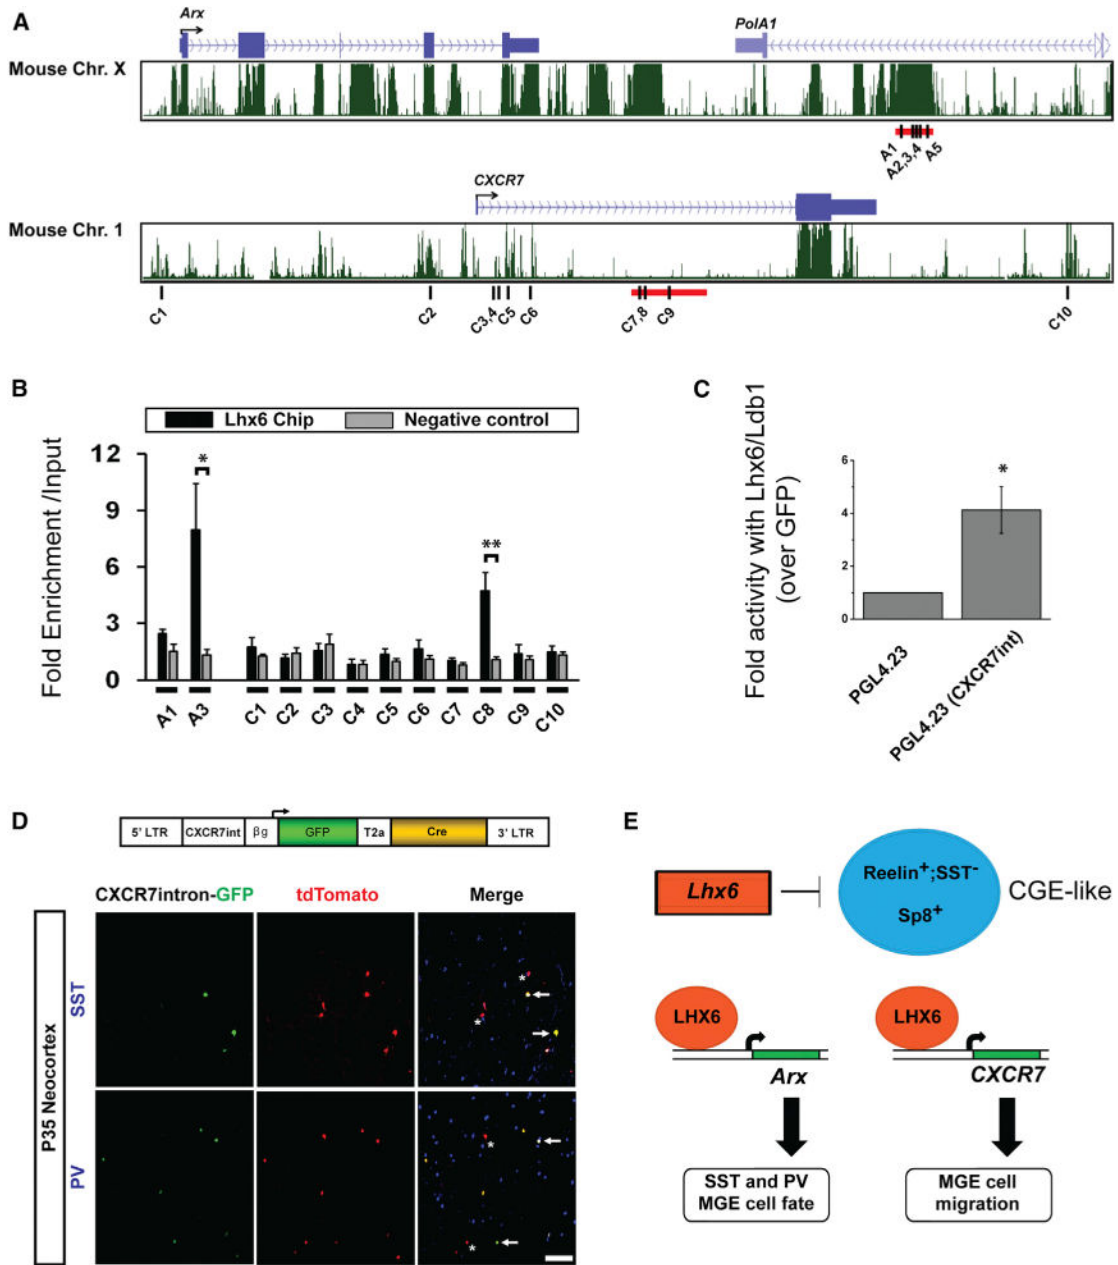 A
Arx
PolA1
Mouse Chr. X
A1
A2,3,4
A5
CXCR7
Mouse Chr. 1
C1
C2
C3,4
C5
C6
C7,8
C9
C10
B
Lhx6 Chip
Negative control
Fold Enrichment /Input
12
9
6
3
0
*
**
A1
A3
C1
C2
C3
C4
C5
C6
C7
C8
C9
C10
C
Fold activity with Lhx6/Ldb1
(over GFP)
6
4
2
0
*
PGL4.23
PGL4.23 (CXCR7int)
D
5' LTR
CXCR7int
βg
GFP
T2a
Cre
3' LTR
CXCR7intron-GFP
tdTomato
Merge
P35 Neocortex
SST
*
*
PV
*
*
E
Lhx6
Reelin+;SST-
Sp8+
CGE-like
LHX6
Arx
SST and PV
MGE cell fate
LHX6
CXCR7
MGE cell
migration